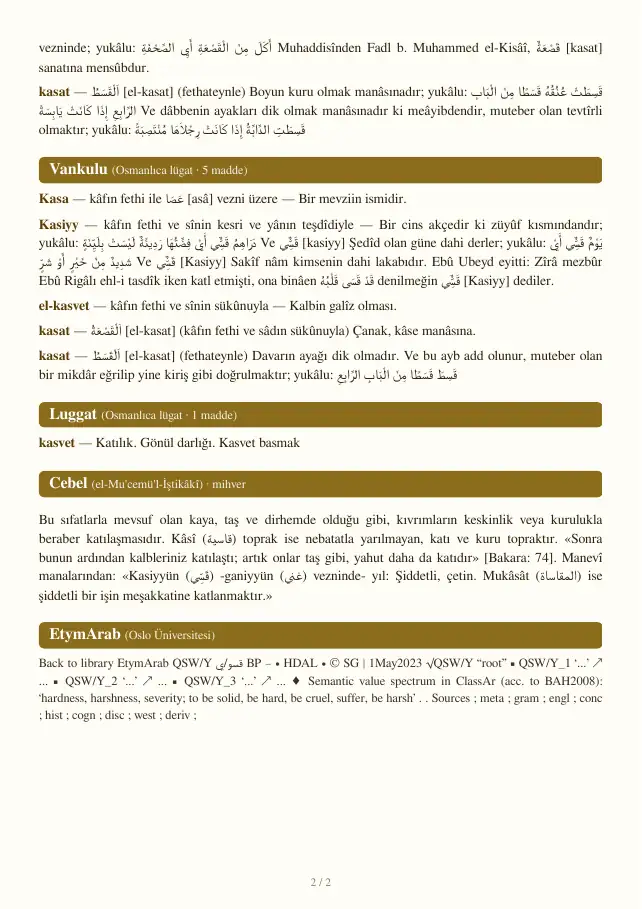 vezninde; yukâlu: أَكَلَ مِنَ الْقَصْعَةِ أَيِ الصَّحْفَةِ Muhaddisînden Fadl b. Muhammed el-Kisâî, قَصْعَةٌ [kasat]
sanatına mensûbdur.
kasat — اَلْقَسَطُ [el-kasat] (fethateynle) Boyun kuru olmak manâsınadır; yukâlu: قَسِطَتْ عُنُقُهُ قَسَطًا مِنَ الْبَابِ
الرَّابِعِ إِذَا كَانَتْ يَابِسَةً Ve dâbbenin ayakları dik olmak manâsınadır ki meâyibdendir, muteber olan tevtîrli
olmaktır; yukâlu: قَسِطَتِ الدَّابَّةُ إِذَا كَانَتْ رِجْلَاهَا مُنْتَصِبَةً
Vankulu (Osmanlıca lügat · 5 madde)
Kasa — kâfın fethi ile عَصَا [asâ] vezni üzere — Bir mevziin ismidir.
Kasiyy — kâfın fethi ve sînin kesri ve yânın teşdîdiyle — Bir cins akçedir ki züyûf kısmındandır;
yukâlu: دَرَاهِمُ قَسِّي أَيْ فِضَّتُهَا رَدِيئَةٌ لَيْسَتْ بِلَيِّنَةٍ Ve قَسِّي [kasiyy] Şedîd olan güne dahi derler; yukâlu: يَوْمٌ قَسِّي أَيْ
شَدِيدٌ مِنْ حَرٍّ أَوْ شَرٍّ Ve قَسِّي [Kasiyy] Sakîf nâm kimsenin dahi lakabıdır. Ebû Ubeyd eyitti: Zîrâ mezbûr
Ebû Rigâlı ehl-i tasdîk iken katl etmişti, ona binâen قَدْ قَسَى قَلْبُهُ denilmeğin قَسِّي [Kasiyy] dediler.
el-kasvet — kâfın fethi ve sînin sükûnuyla — Kalbin galîz olması.
kasat — اَلْقَصْعَةُ [el-kasat] (kâfın fethi ve sâdın sükûnuyla) Çanak, kâse manâsına.
kasat — اَلْقَسَطُ [el-kasat] (fethateynle) Davarın ayağı dik olmadır. Ve bu ayb add olunur, muteber olan
bir mikdâr eğrilip yine kiriş gibi doğrulmaktır; yukâlu: قَسِطَ قَسَطًا مِنَ الْبَابِ الرَّابِعِ
Luggat (Osmanlıca lügat · 1 madde)
kasvet — Katılık. Gönül darlığı. Kasvet basmak
Cebel (el-Mu'cemü'l-İştikâkî) · mihver
Bu sıfatlarla mevsuf olan kaya, taş ve dirhemde olduğu gibi, kıvrımların keskinlik veya kurulukla
beraber katılaşmasıdır. Kâsî (قاسية) toprak ise nebatatla yarılmayan, katı ve kuru topraktır. «Sonra
bunun ardından kalbleriniz katılaştı; artık onlar taş gibi, yahut daha da katıdır» [Bakara: 74]. Manevî
manalarından: «Kasiyyün (قَسِّي) -ganiyyün (غني) vezninde- yıl: Şiddetli, çetin. Mukâsât (المقاساة) ise
şiddetli bir işin meşakkatine katlanmaktır.»
EtymArab (Oslo Üniversitesi)
Back to library EtymArab QSW/Y قسو/ي BP – • HDAL • © SG | 1May2023 √QSW/Y “root” ▪ QSW/Y_1 ‘...’ ↗
... ▪ QSW/Y_2 ‘...’ ↗ ... ▪ QSW/Y_3 ‘...’ ↗ ... ♦ Semantic value spectrum in ClassAr (acc. to BAH2008):
‘hardness, harshness, severity; to be solid, be hard, be cruel, suffer, be harsh’ . . Sources ; meta ; gram ; engl ; conc
; hist ; cogn ; disc ; west ; deriv ;
2 / 2